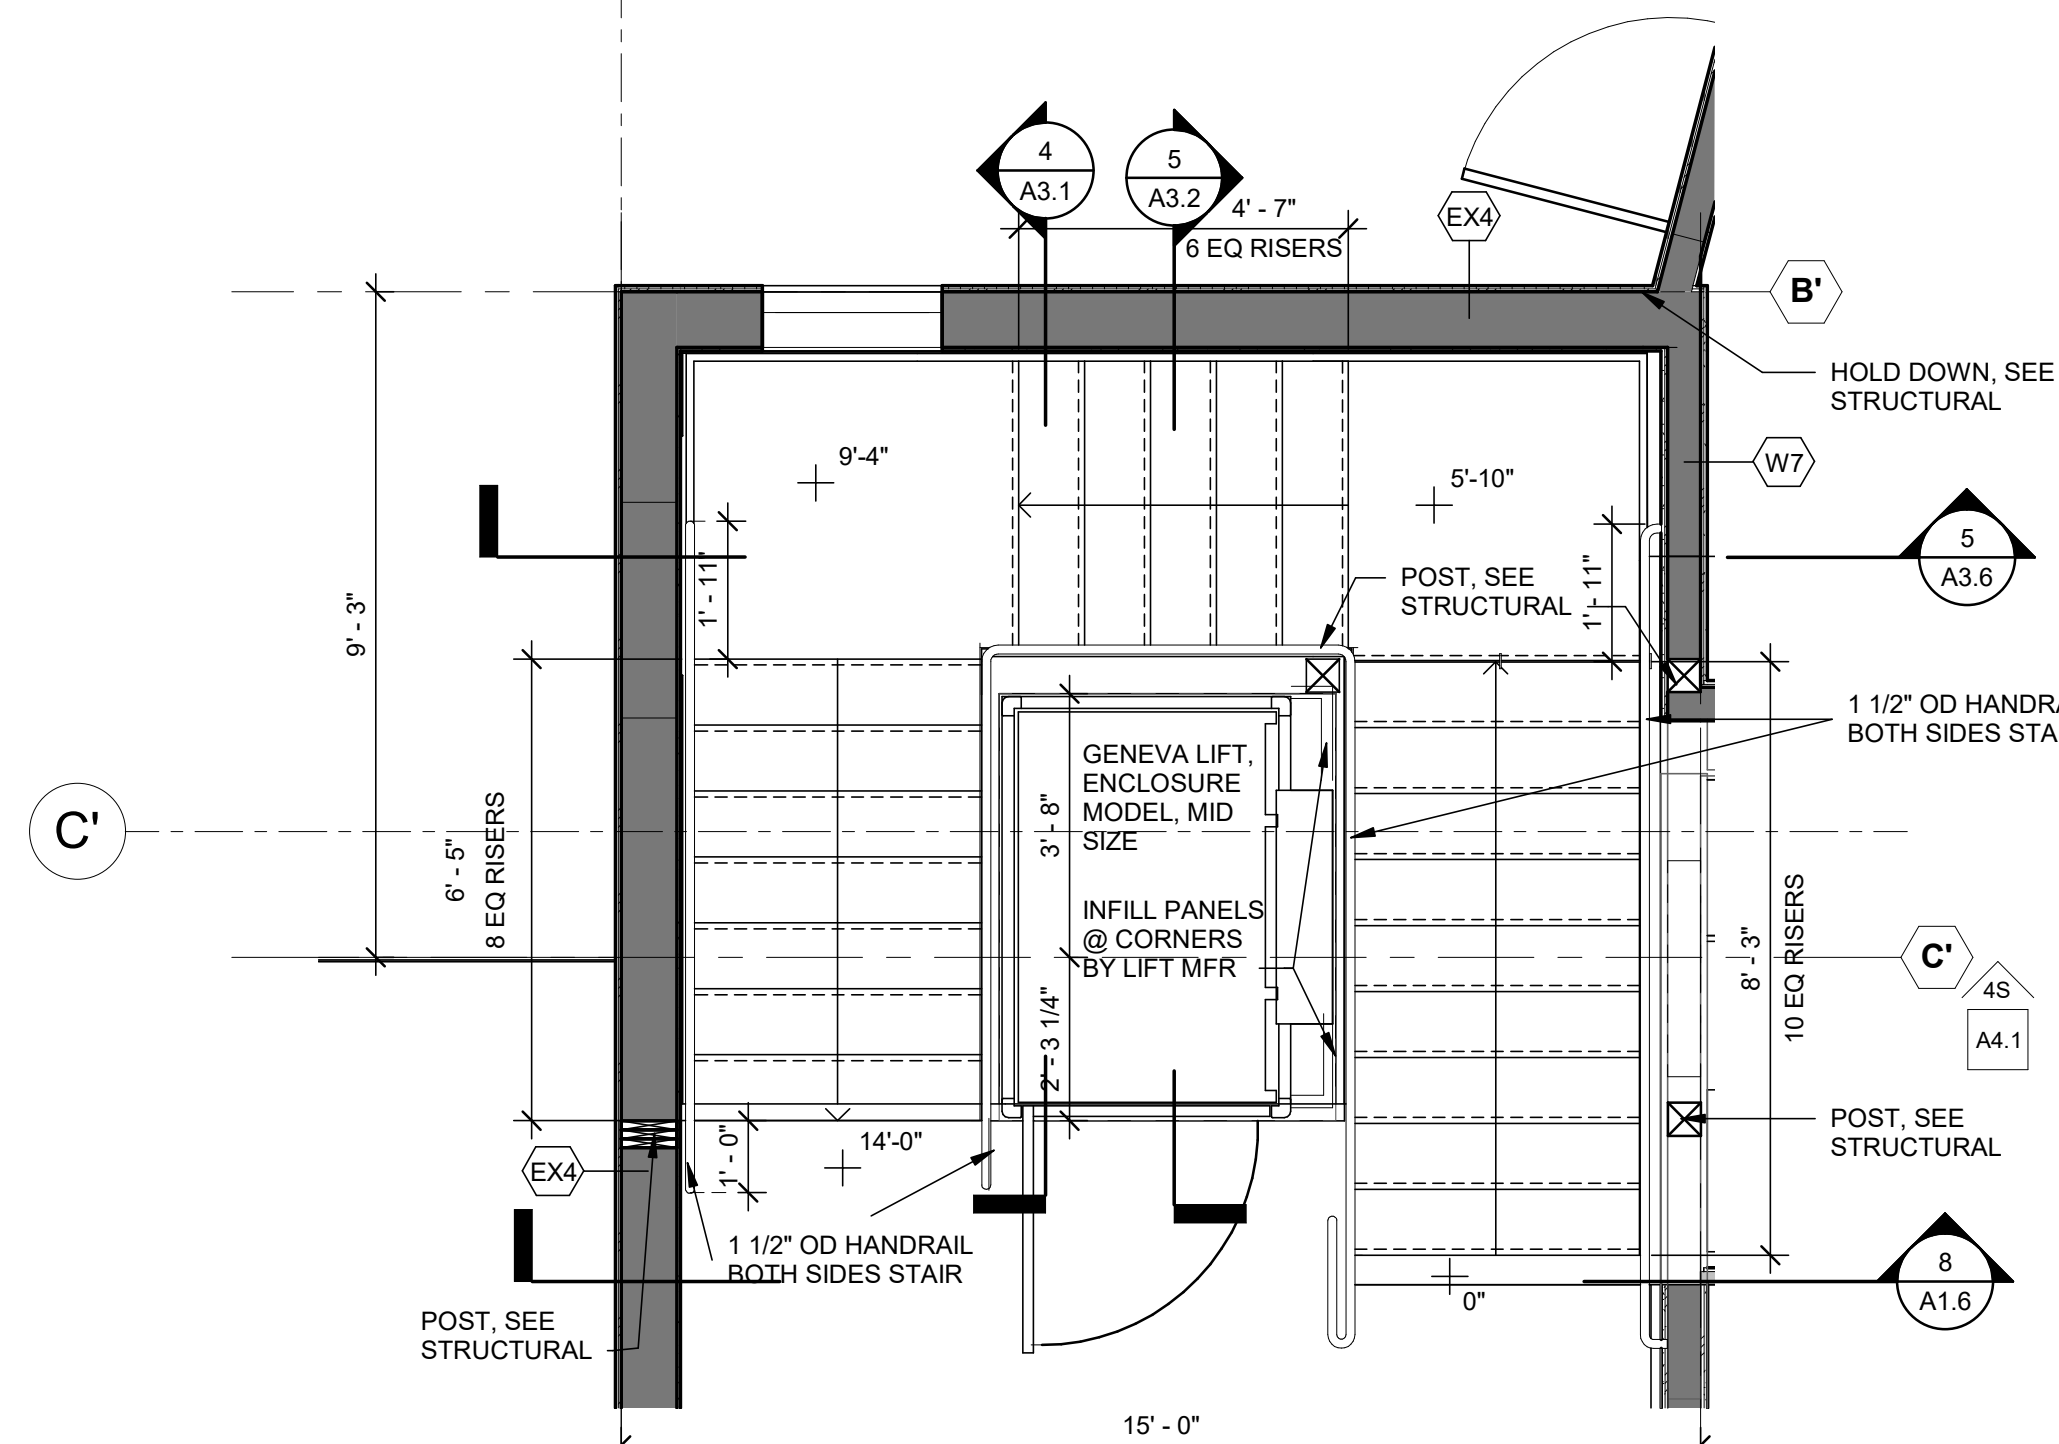 4
A3.1
5
A3.2
4' - 7"
6 EQ RISERS
EX4
B'
HOLD DOWN, SEE
STRUCTURAL
W7
9'-4"
5'-10"
5
A3.6
1' - 11"
POST, SEE
STRUCTURAL
1' - 11"
9' - 3"
1 1/2" OD HANDRA
BOTH SIDES STA
GENEVA LIFT,
ENCLOSURE
MODEL, MID
SIZE
3' - 8"
C'
6' - 5"
8 EQ RISERS
INFILL PANELS
@ CORNERS
BY LIFT MFR
8' - 3"
10 EQ RISERS
C'
4S
A4.1
2' - 3 1/4"
POST, SEE
STRUCTURAL
14'-0"
1' - 0"
EX4
1 1/2" OD HANDRAIL
BOTH SIDES STAIR
0"
8
A1.6
POST, SEE
STRUCTURAL
15' - 0"